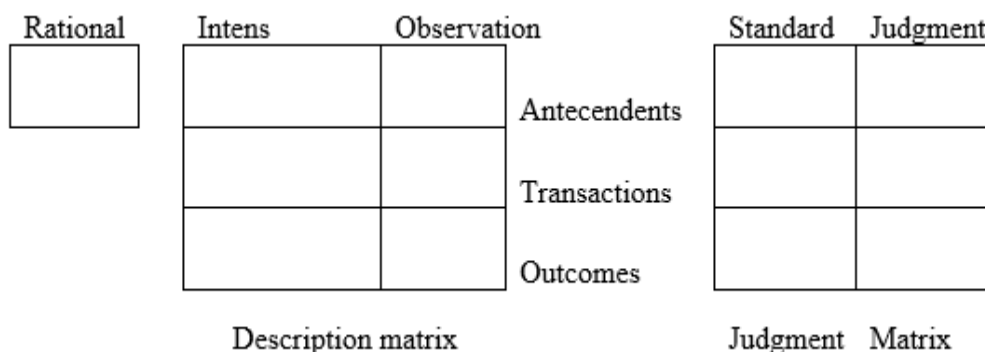 Rational Intens Observation Standard Judgment
Antecendents
Transactions
Outcomes
Description matrix Judgment Matrix